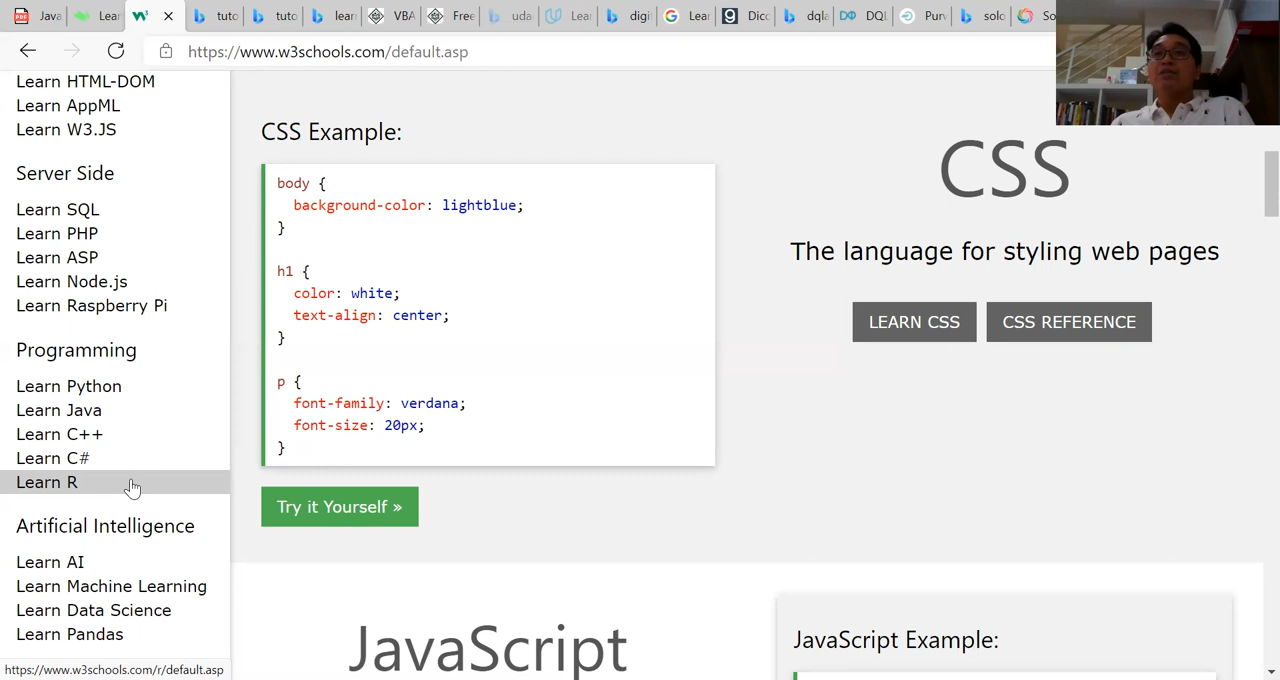 Java
Lear
W3
tuto
tuto
learn
VBA
Free
uda
Lear
digi
Lea
Dicc
dqla
DQL
Purv
solo
So
https://www.w3schools.com/default.asp
Learn HTML-DOM
Learn AppML
Learn W3.JS
Server Side
Learn SQL
Learn PHP
Learn ASP
Learn Node.js
Learn Raspberry Pi
Programming
Learn Python
Learn Java
Learn C++
Learn C#
Learn R
Artificial Intelligence
Learn AI
Learn Machine Learning
Learn Data Science
Learn Pandas
https://www.w3schools.com/r/default.asp
CSS Example:
body {
background-color: lightblue;
}
h1 {
color: white;
text-align: center;
}
p {
font-family: verdana;
font-size: 20px;
}
Try it Yourself »
CSS
The language for styling web pages
LEARN CSS
CSS REFERENCE
JavaScript
JavaScript Example: